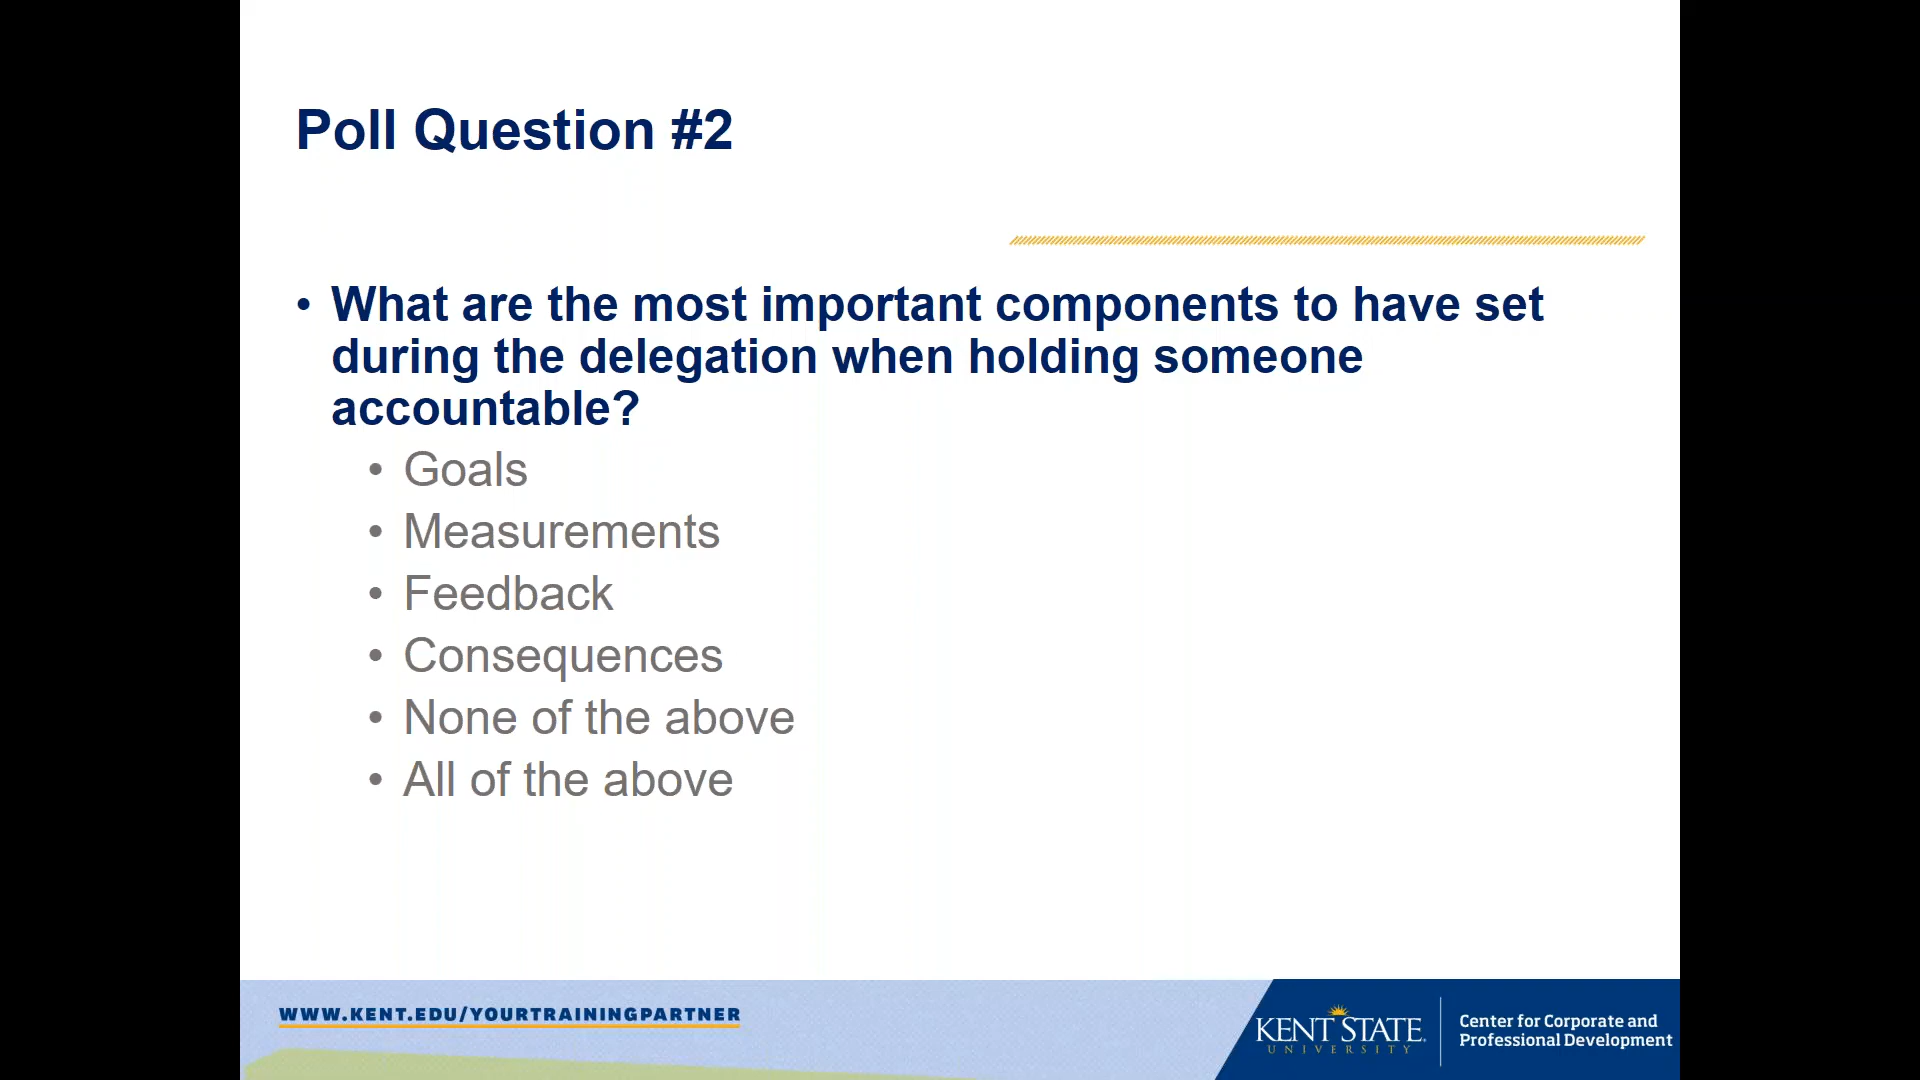 Poll Question #2
• What are the most important components to have set
during the delegation when holding someone
accountable?
• Goals
• Measurements
• Feedback
• Consequences
• None of the above
• All of the above
WWW.KENT.EDU/YOURTRAININGPARTNER
KENT STATE
UNIVERSITY
Center for Corporate and
Professional Development